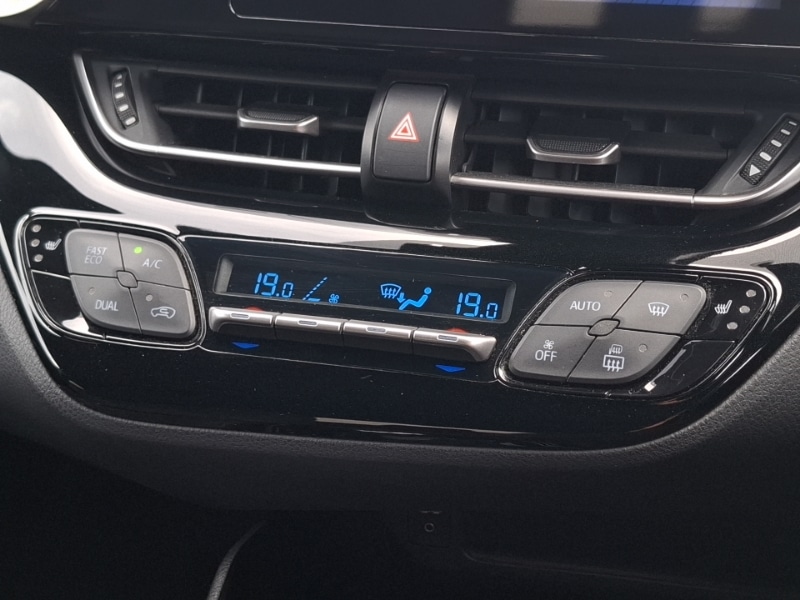 FAST
ECO
A/C
DUAL
19.0
19.0
AUTO
OFF